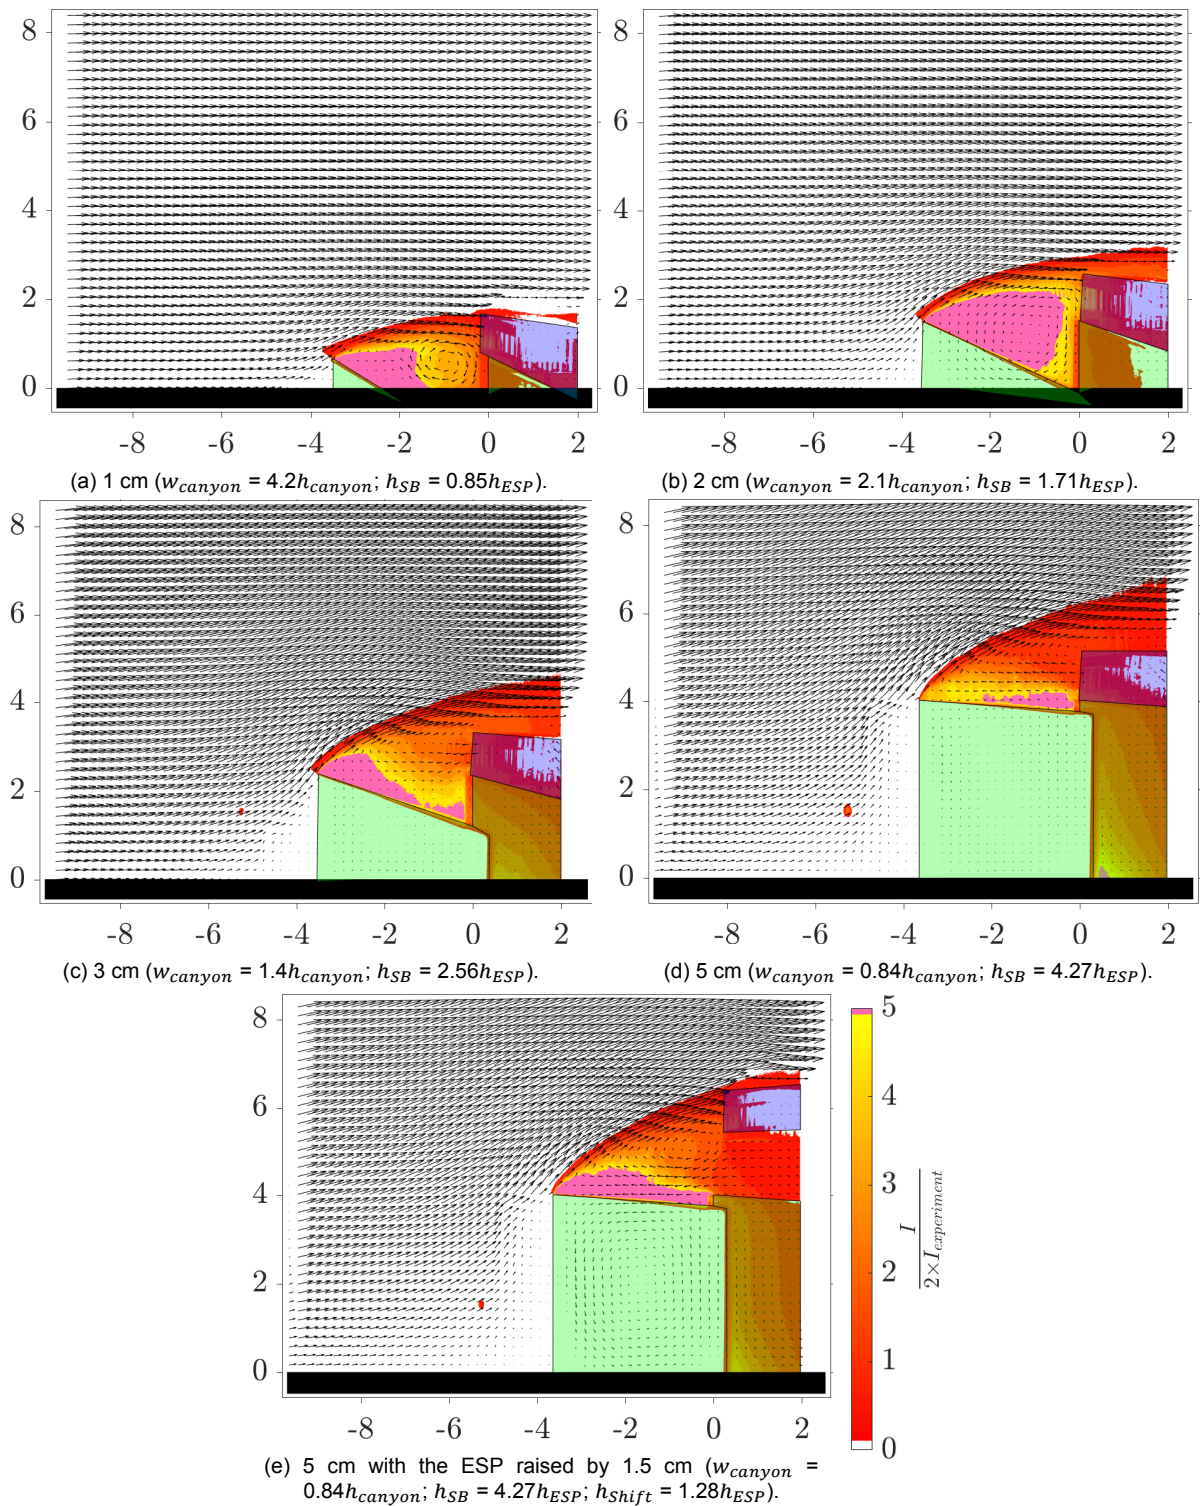 8
6
4
2
0
-8 -6 -4 -2 0 2
(a) 1 cm (w_canyon = 4.2h_canyon; h_SB = 0.85h_ESP).
8
6
4
2
0
-8 -6 -4 -2 0 2
(b) 2 cm (w_canyon = 2.1h_canyon; h_SB = 1.71h_ESP).
8
6
4
2
0
-8 -6 -4 -2 0 2
(c) 3 cm (w_canyon = 1.4h_canyon; h_SB = 2.56h_ESP).
8
6
4
2
0
-8 -6 -4 -2 0 2
(d) 5 cm (w_canyon = 0.84h_canyon; h_SB = 4.27h_ESP).
8
6
4
2
0
-8 -6 -4 -2 0 2
5
4
3
2
1
0
I
2×I_experiment
(e) 5 cm with the ESP raised by 1.5 cm (w_canyon =
0.84h_canyon; h_SB = 4.27h_ESP; h_Shift = 1.28h_ESP).